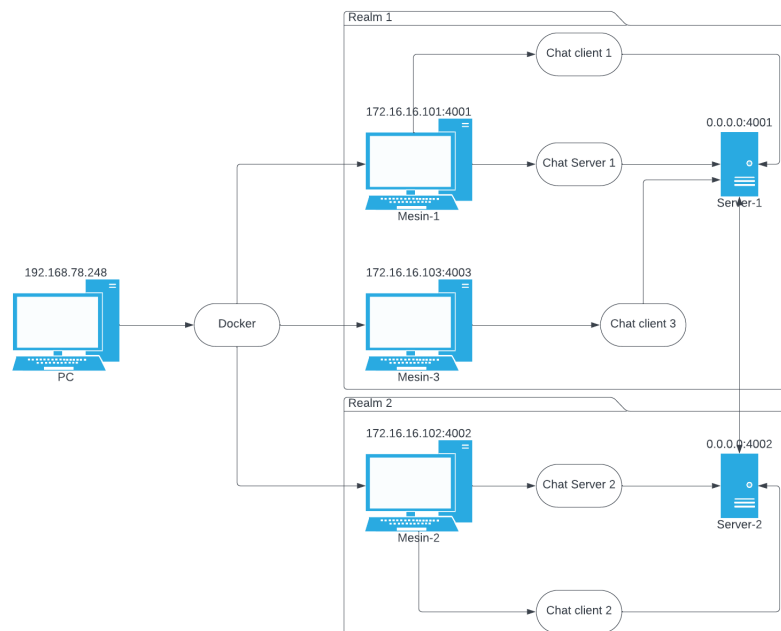 Realm 1
Chat client 1
172.16.16.101:4001
0.0.0.0:4001
Chat Server 1
Mesin-1
Server-1
192.168.78.248
172.16.16.103:4003
Docker
Chat client 3
PC
Mesin-3
Realm 2
172.16.16.102:4002
0.0.0.0:4002
Chat Server 2
Mesin-2
Server-2
Chat client 2